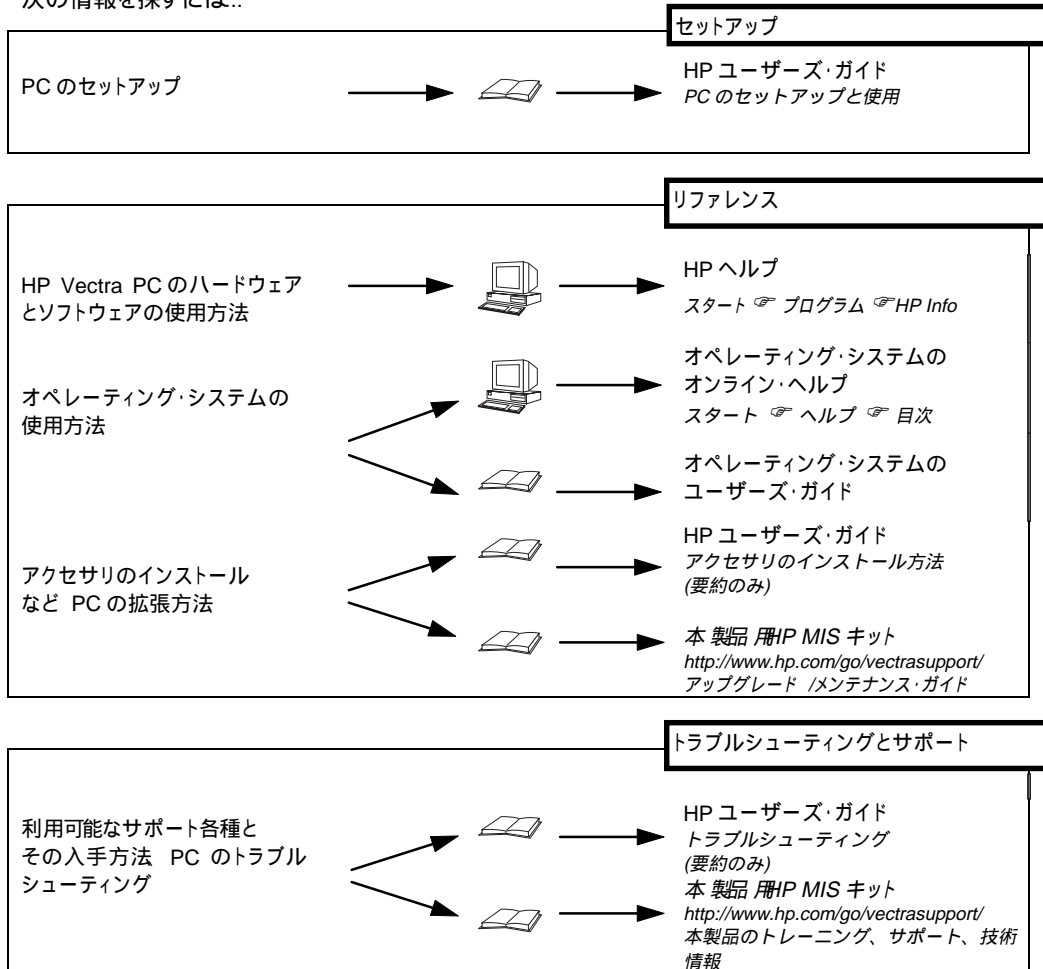 次の情報を探すには..
セットアップ
PC のセットアップ
HP ユーザーズ·ガイド
PC のセットアップと使用
リファレンス
HP Vectra PC のハードウェア
とソフトウェアの使用方法
HP ヘルプ
スタート ☞ プログラム ☞HP Info
オペレーティング·システムの
使用方法
オペレーティング·システムの
オンライン·ヘルプ
スタート ☞ ヘルプ ☞ 目次
オペレーティング·システムの
ユーザーズ·ガイド
アクセサリのインストール
など PC の拡張方法
HP ユーザーズ·ガイド
アクセサリのインストール方法
(要約のみ)
本 製品 用HP MIS キット
http://www.hp.com/go/vectrasupport/
アップグレード /メンテナンス·ガイド
トラブルシューティングとサポート
利用可能なサポート各種と
その入手方法、PC のトラブル
シューティング
HP ユーザーズ·ガイド
トラブルシューティング
(要約のみ)
本 製品 用HP MIS キット
http://www.hp.com/go/vectrasupport/
本製品のトレーニング、サポート、技術
情報